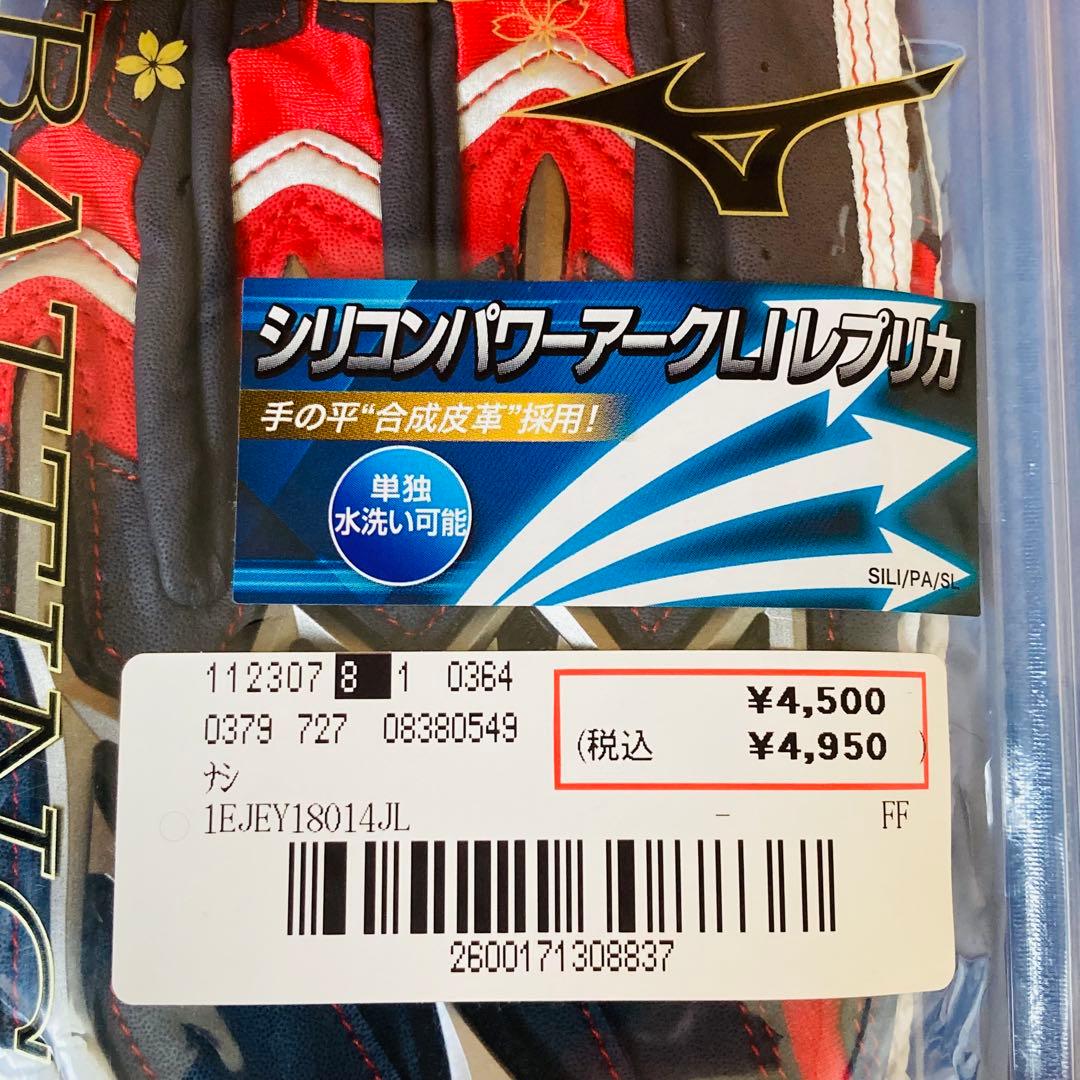 BATTING
シリコンパワーアークLIレプリカ
手の平“合成皮革”採用!
単独
水洗い可能
SILI/PA/SL
112307 8 1 0364
0379 727 08380549
ﾅｼ
1EJEY18014JL - FF
¥4,500
(税込 ¥4,950 )
2600171308837